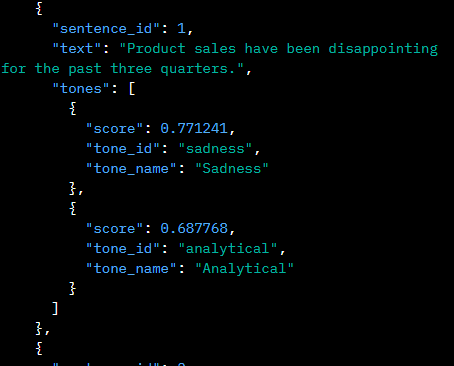 {
"sentence_id": 1,
"text": "Product sales have been disappointing
for the past three quarters.",
"tones": [
{
"score": 0.771241,
"tone_id": "sadness",
"tone_name": "Sadness"
},
{
"score": 0.687768,
"tone_id": "analytical",
"tone_name": "Analytical"
}
]
},
{